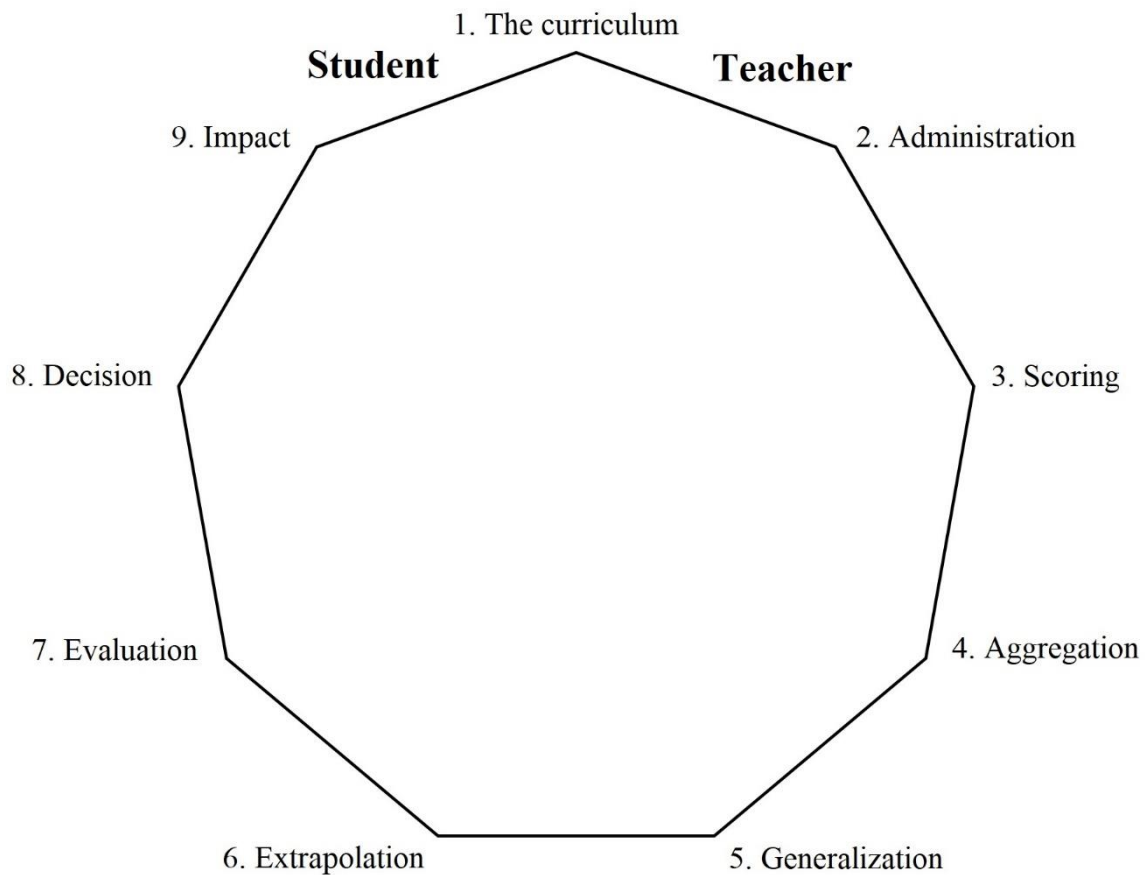 1. The curriculum
Student
Teacher
9. Impact
2. Administration
8. Decision
3. Scoring
7. Evaluation
4. Aggregation
6. Extrapolation
5. Generalization